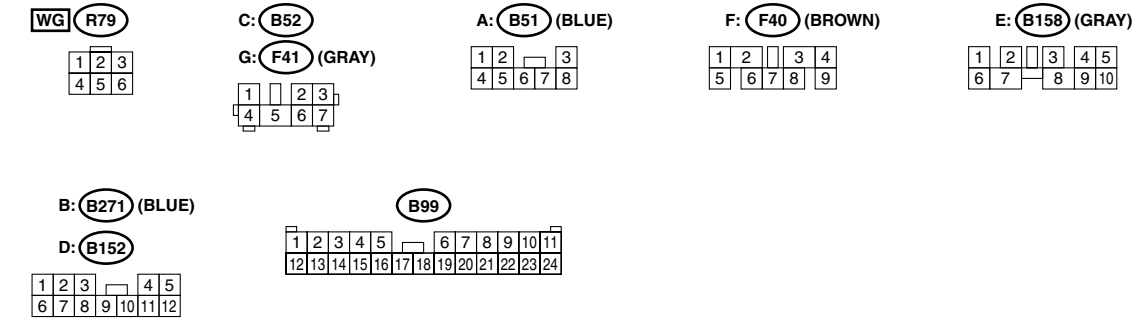 WG R79
1 2 3
4 5 6
C: B52
G: F41 (GRAY)
1 2 3
4 5 6 7
A: B51 (BLUE)
1 2 3
4 5 6 7 8
F: F40 (BROWN)
1 2 3 4
5 6 7 8 9
E: B158 (GRAY)
1 2 3 4 5
6 7 8 9 10
B: B271 (BLUE)
D: B152
1 2 3 4 5
6 7 8 9 10 11 12
B99
1 2 3 4 5 6 7 8 9 10 11
12 13 14 15 16 17 18 19 20 21 22 23 24